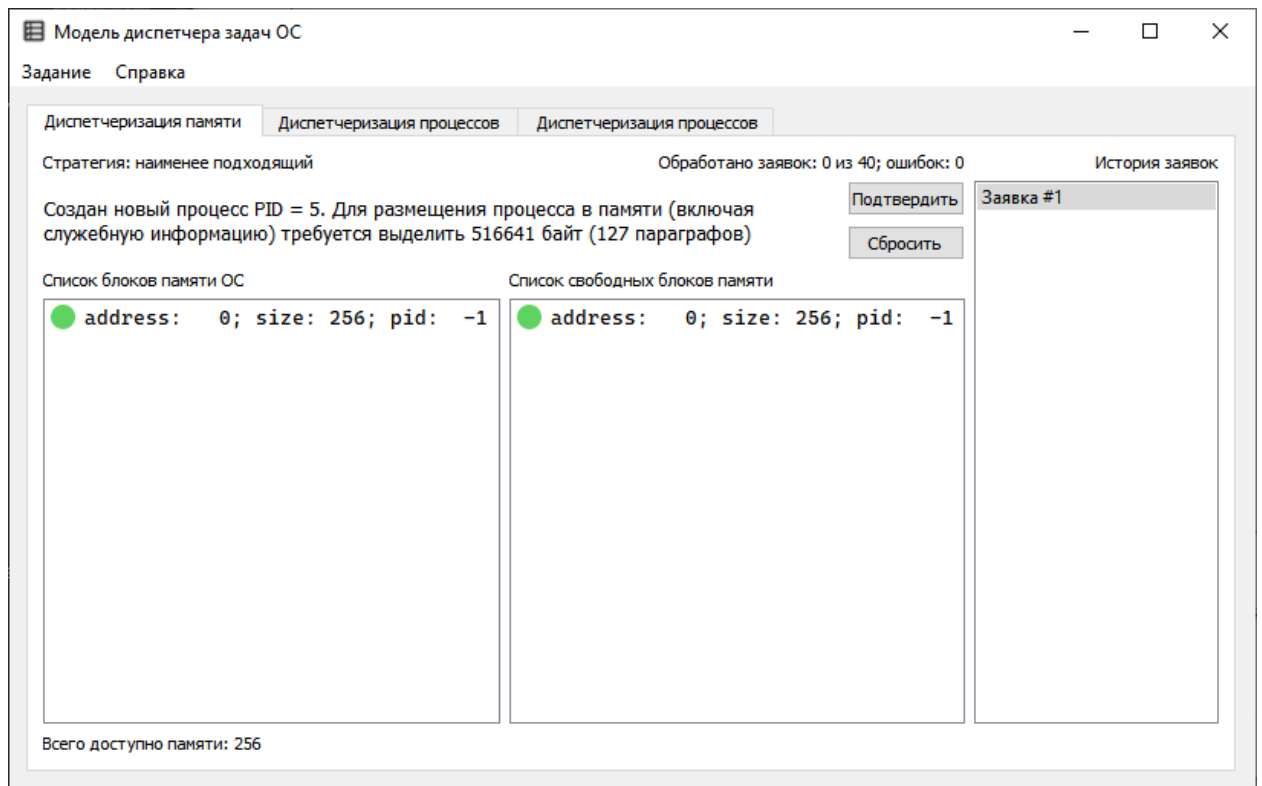 Модель диспетчера задач ОС
Задание Справка
Диспетчеризация памяти Диспетчеризация процессов Диспетчеризация процессов
Стратегия: наименее подходящий Обработано заявок: 0 из 40; ошибок: 0 История заявок
Создан новый процесс PID = 5. Для размещения процесса в памяти (включая
служебную информацию) требуется выделить 516641 байт (127 параграфов)
Подтвердить
Сбросить
Заявка #1
Список блоков памяти ОС Список свободных блоков памяти
address: 0; size: 256; pid: -1 address: 0; size: 256; pid: -1
Всего доступно памяти: 256